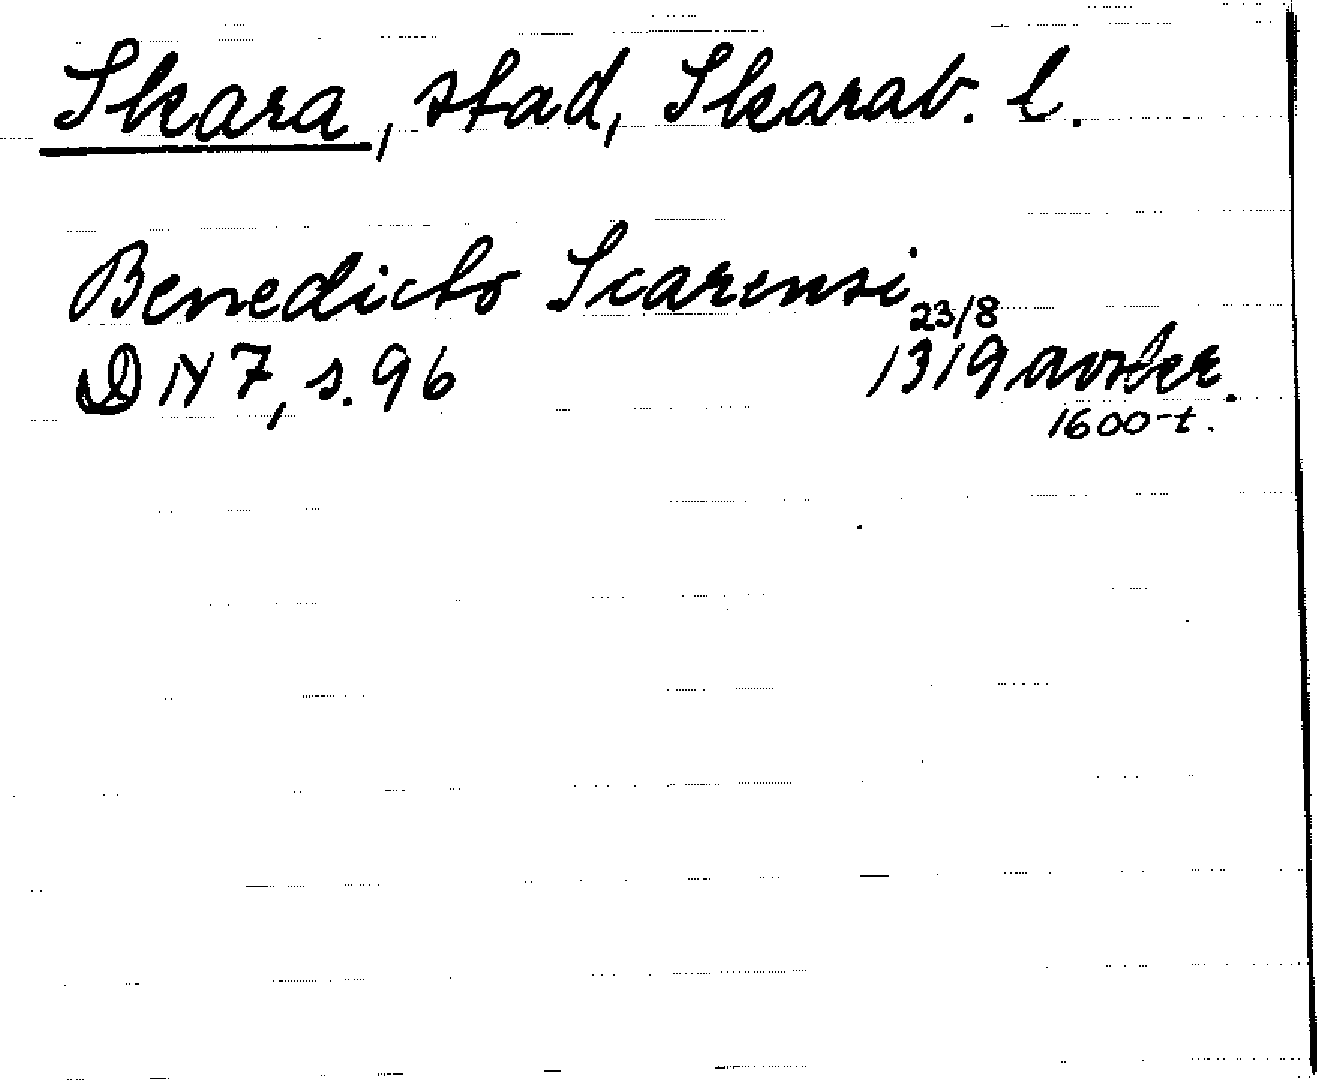 Skara, stad, Skarab. l.
Benedicto Scarensi
23/8
DN 7, s. 96 1319 avskr.
1600-t.